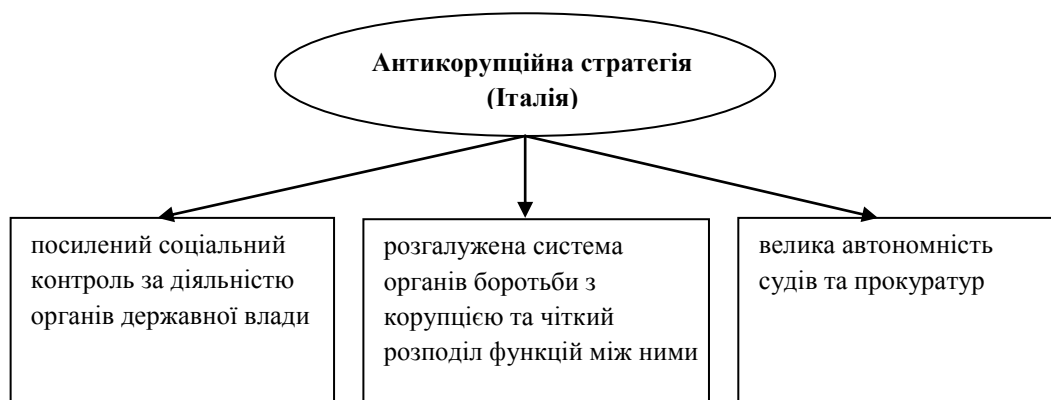 Антикорупційна стратегія
(Італія)
посилений соціальний
контроль за діяльністю
органів державної влади
розгалужена система
органів боротьби з
корупцією та чіткий
розподіл функцій між ними
велика автономність
судів та прокуратур